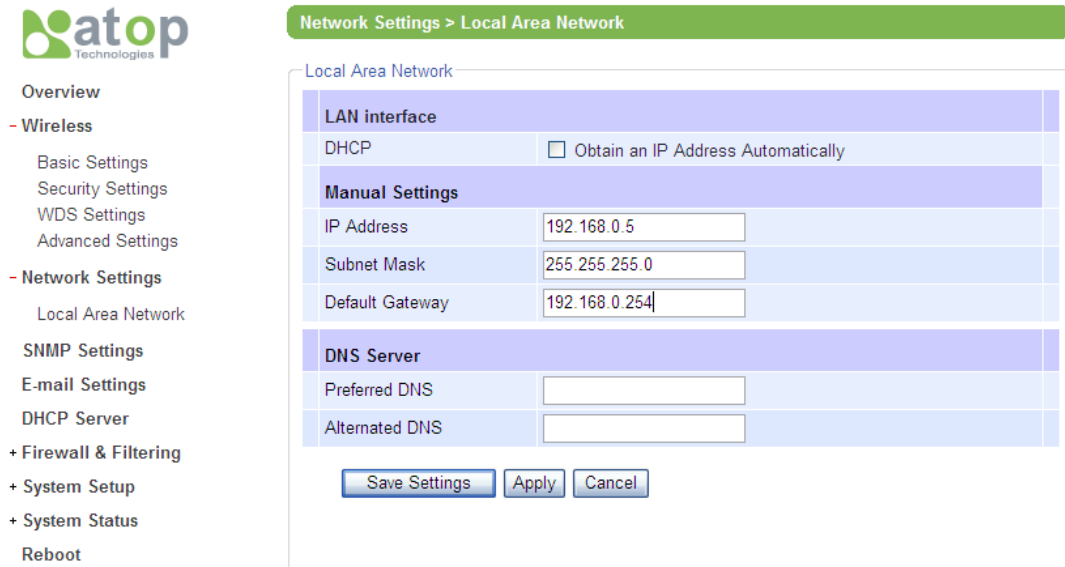 atop
Technologies
Overview
- Wireless
Basic Settings
Security Settings
WDS Settings
Advanced Settings
- Network Settings
Local Area Network
SNMP Settings
E-mail Settings
DHCP Server
+ Firewall & Filtering
+ System Setup
+ System Status
Reboot
Network Settings > Local Area Network
Local Area Network
LAN interface
DHCP Obtain an IP Address Automatically
Manual Settings
IP Address 192.168.0.5
Subnet Mask 255.255.255.0
Default Gateway 192.168.0.254
DNS Server
Preferred DNS
Alternated DNS
Save Settings Apply Cancel